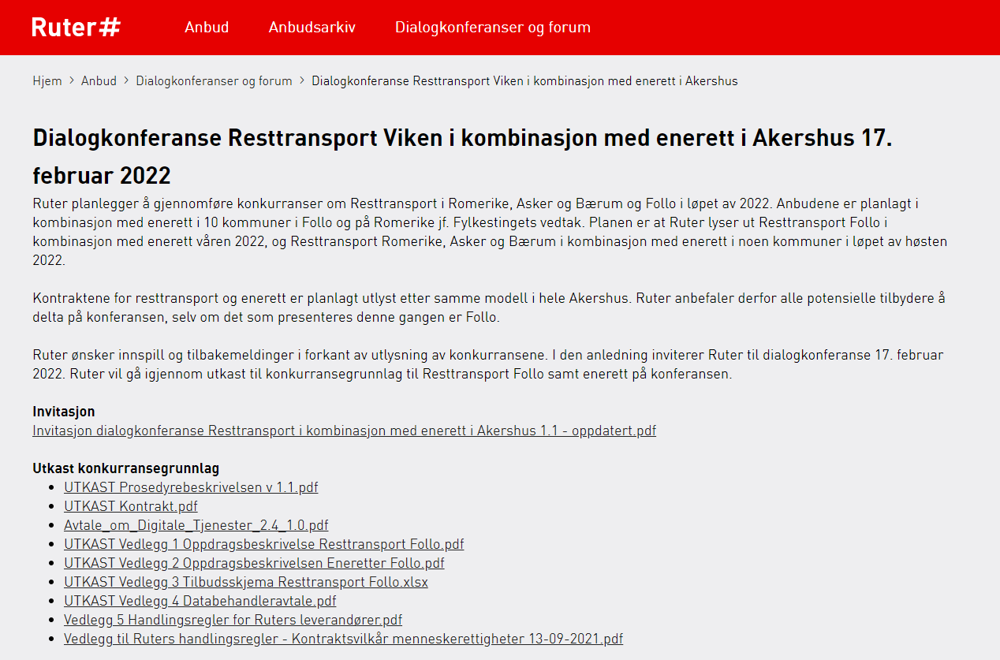 Ruter# Anbud Anbudsarkiv Dialogkonferanser og forum
Hjem > Anbud > Dialogkonferanser og forum > Dialogkonferanse Resttransport Viken i kombinasjon med enerett i Akershus
Dialogkonferanse Resttransport Viken i kombinasjon med enerett i Akershus 17.
februar 2022
Ruter planlegger å gjennomføre konkurranser om Resttransport i Romerike, Asker og Bærum og Follo i løpet av 2022. Anbudene er planlagt i
kombinasjon med enerett i 10 kommuner i Follo og på Romerike jf. Fylkestingets vedtak. Planen er at Ruter lyser ut Resttransport Follo i
kombinasjon med enerett våren 2022, og Resttransport Romerike, Asker og Bærum i kombinasjon med enerett i noen kommuner i løpet av høsten
2022.
Kontraktene for resttransport og enerett er planlagt utlyst etter samme modell i hele Akershus. Ruter anbefaler derfor alle potensielle tilbydere å
delta på konferansen, selv om det som presenteres denne gangen er Follo.
Ruter ønsker innspill og tilbakemeldinger i forkant av utlysning av konkurransene. I den anledning inviterer Ruter til dialogkonferanse 17. februar
2022. Ruter vil gå igjennom utkast til konkurransegrunnlag til Resttransport Follo samt enerett på konferansen.
Invitasjon
Invitasjon dialogkonferanse Resttransport i kombinasjon med enerett i Akershus 1.1 - oppdatert.pdf
Utkast konkurransegrunnlag
• UTKAST Prosedyrebeskrivelsen v 1.1.pdf
• UTKAST Kontrakt.pdf
• Avtale_om_Digitale_Tjenester_2.4_1.0.pdf
• UTKAST Vedlegg 1 Oppdragsbeskrivelse Resttransport Follo.pdf
• UTKAST Vedlegg 2 Oppdragsbeskrivelsen Eneretter Follo.pdf
• UTKAST Vedlegg 3 Tilbudsskjema Resttransport Follo.xlsx
• UTKAST Vedlegg 4 Databehandleravtale.pdf
• Vedlegg 5 Handlingsregler for Ruters leverandører.pdf
• Vedlegg til Ruters handlingsregler - Kontraktsvilkår menneskerettigheter 13-09-2021.pdf